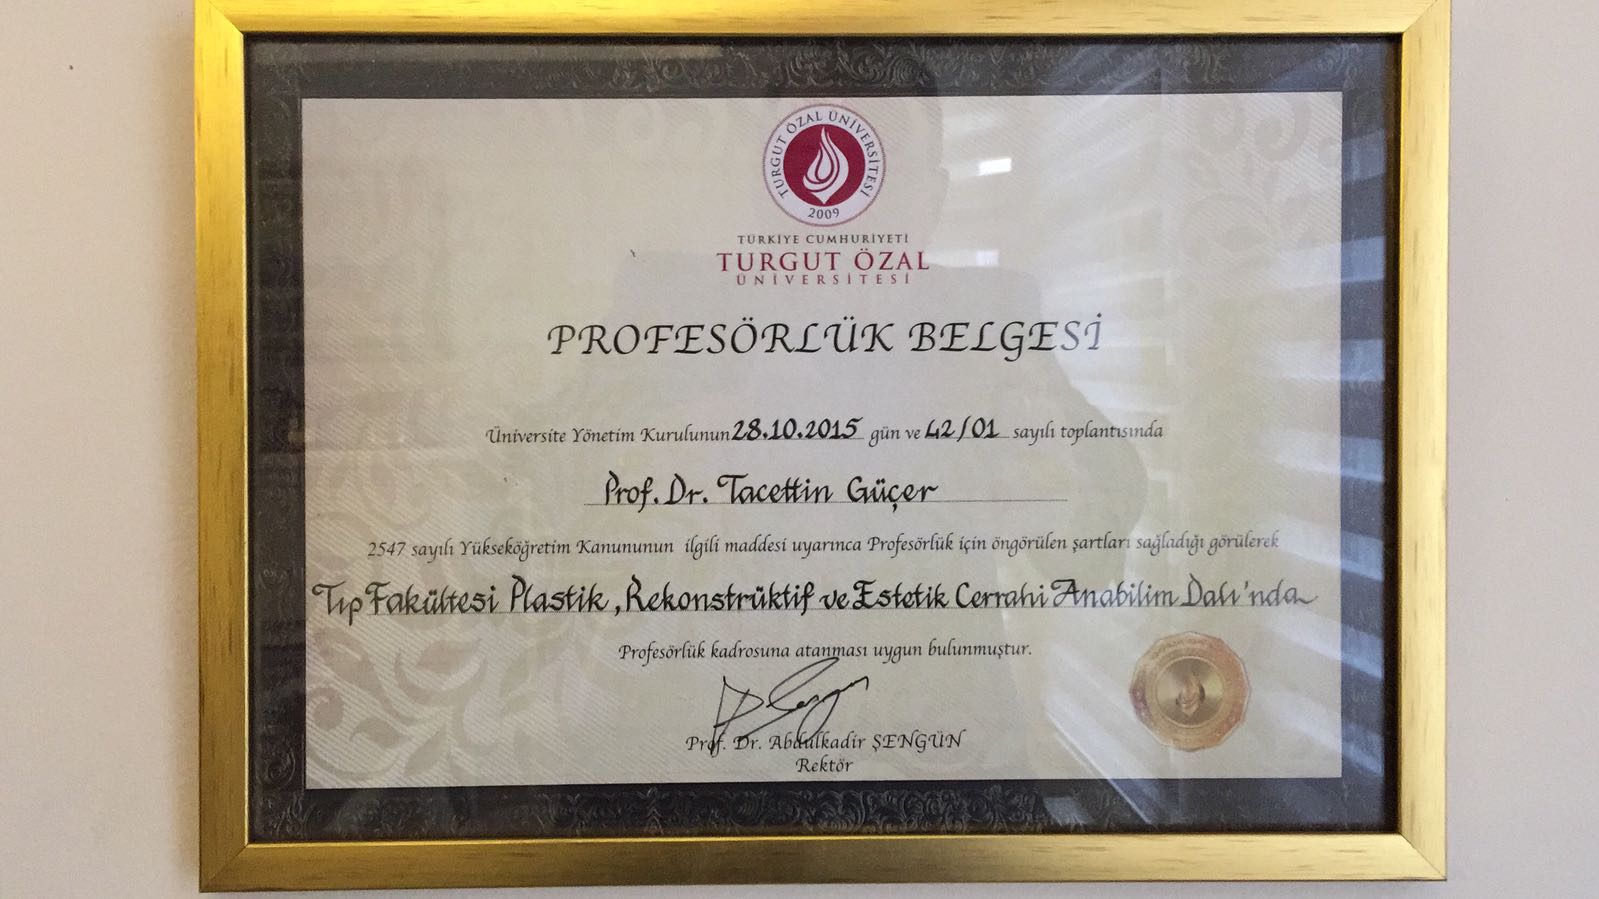 TURGUT ÖZAL ÜNİVERSİTESİ
2009
TÜRKİYE CUMHURİYETİ
TURGUT ÖZAL
ÜNİVERSİTESİ
PROFESÖRLÜK BELGESİ
Üniversite Yönetim Kurulunun 28.10.2015 gün ve 42/01 sayılı toplantısında
Prof. Dr. Tacettin Güçer
2547 sayılı Yükseköğretim Kanununun ilgili maddesi uyarınca Profesörlük için öngörülen şartları sağladığı görülerek
Tıp Fakültesi Plastik, Rekonstrüktif ve Estetik Cerrahi Anabilim Dalı'nda
Profesörlük kadrosuna atanması uygun bulunmuştur.
Prof. Dr. Abdulkadir ŞENGÜN
Rektör